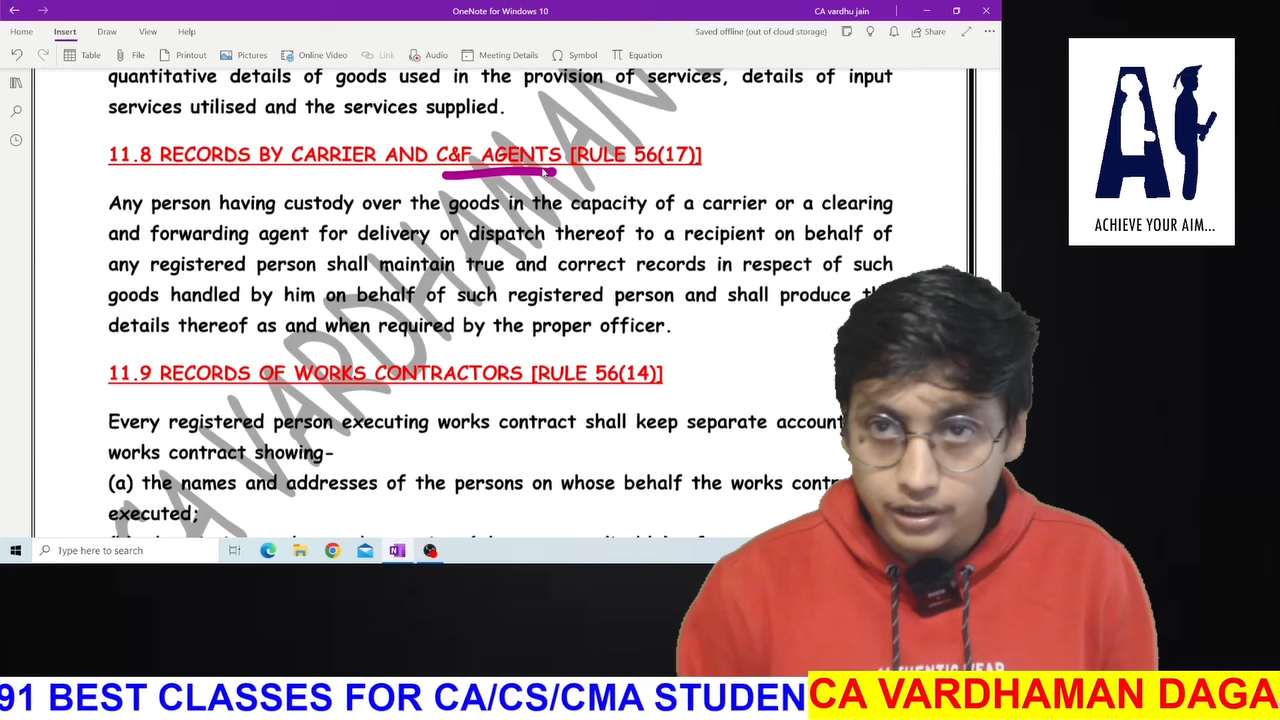 OneNote for Windows 10
CA vardhu jain
Home Insert Draw View Help
Saved offline (out of cloud storage)
Share
Table File Printout Pictures Online Video Link Audio Meeting Details Symbol Equation
quantitative details of goods used in the provision of services, details of input
services utilised and the services supplied.
11.8 RECORDS BY CARRIER AND C&F AGENTS [RULE 56(17)]
Any person having custody over the goods in the capacity of a carrier or a clearing
and forwarding agent for delivery or dispatch thereof to a recipient on behalf of
any registered person shall maintain true and correct records in respect of such
goods handled by him on behalf of such registered person and shall produce
details thereof as and when required by the proper officer.
11.9 RECORDS OF WORKS CONTRACTORS [RULE 56(14)]
Every registered person executing works contract shall keep separate account
works contract showing-
(a) the names and addresses of the persons on whose behalf the works
executed;
CA VARDHAMAN
Type here to search
AI
ACHIEVE YOUR AIM...
91 BEST CLASSES FOR CA/CS/CMA STUDEN
CA VARDHAMAN DAGA